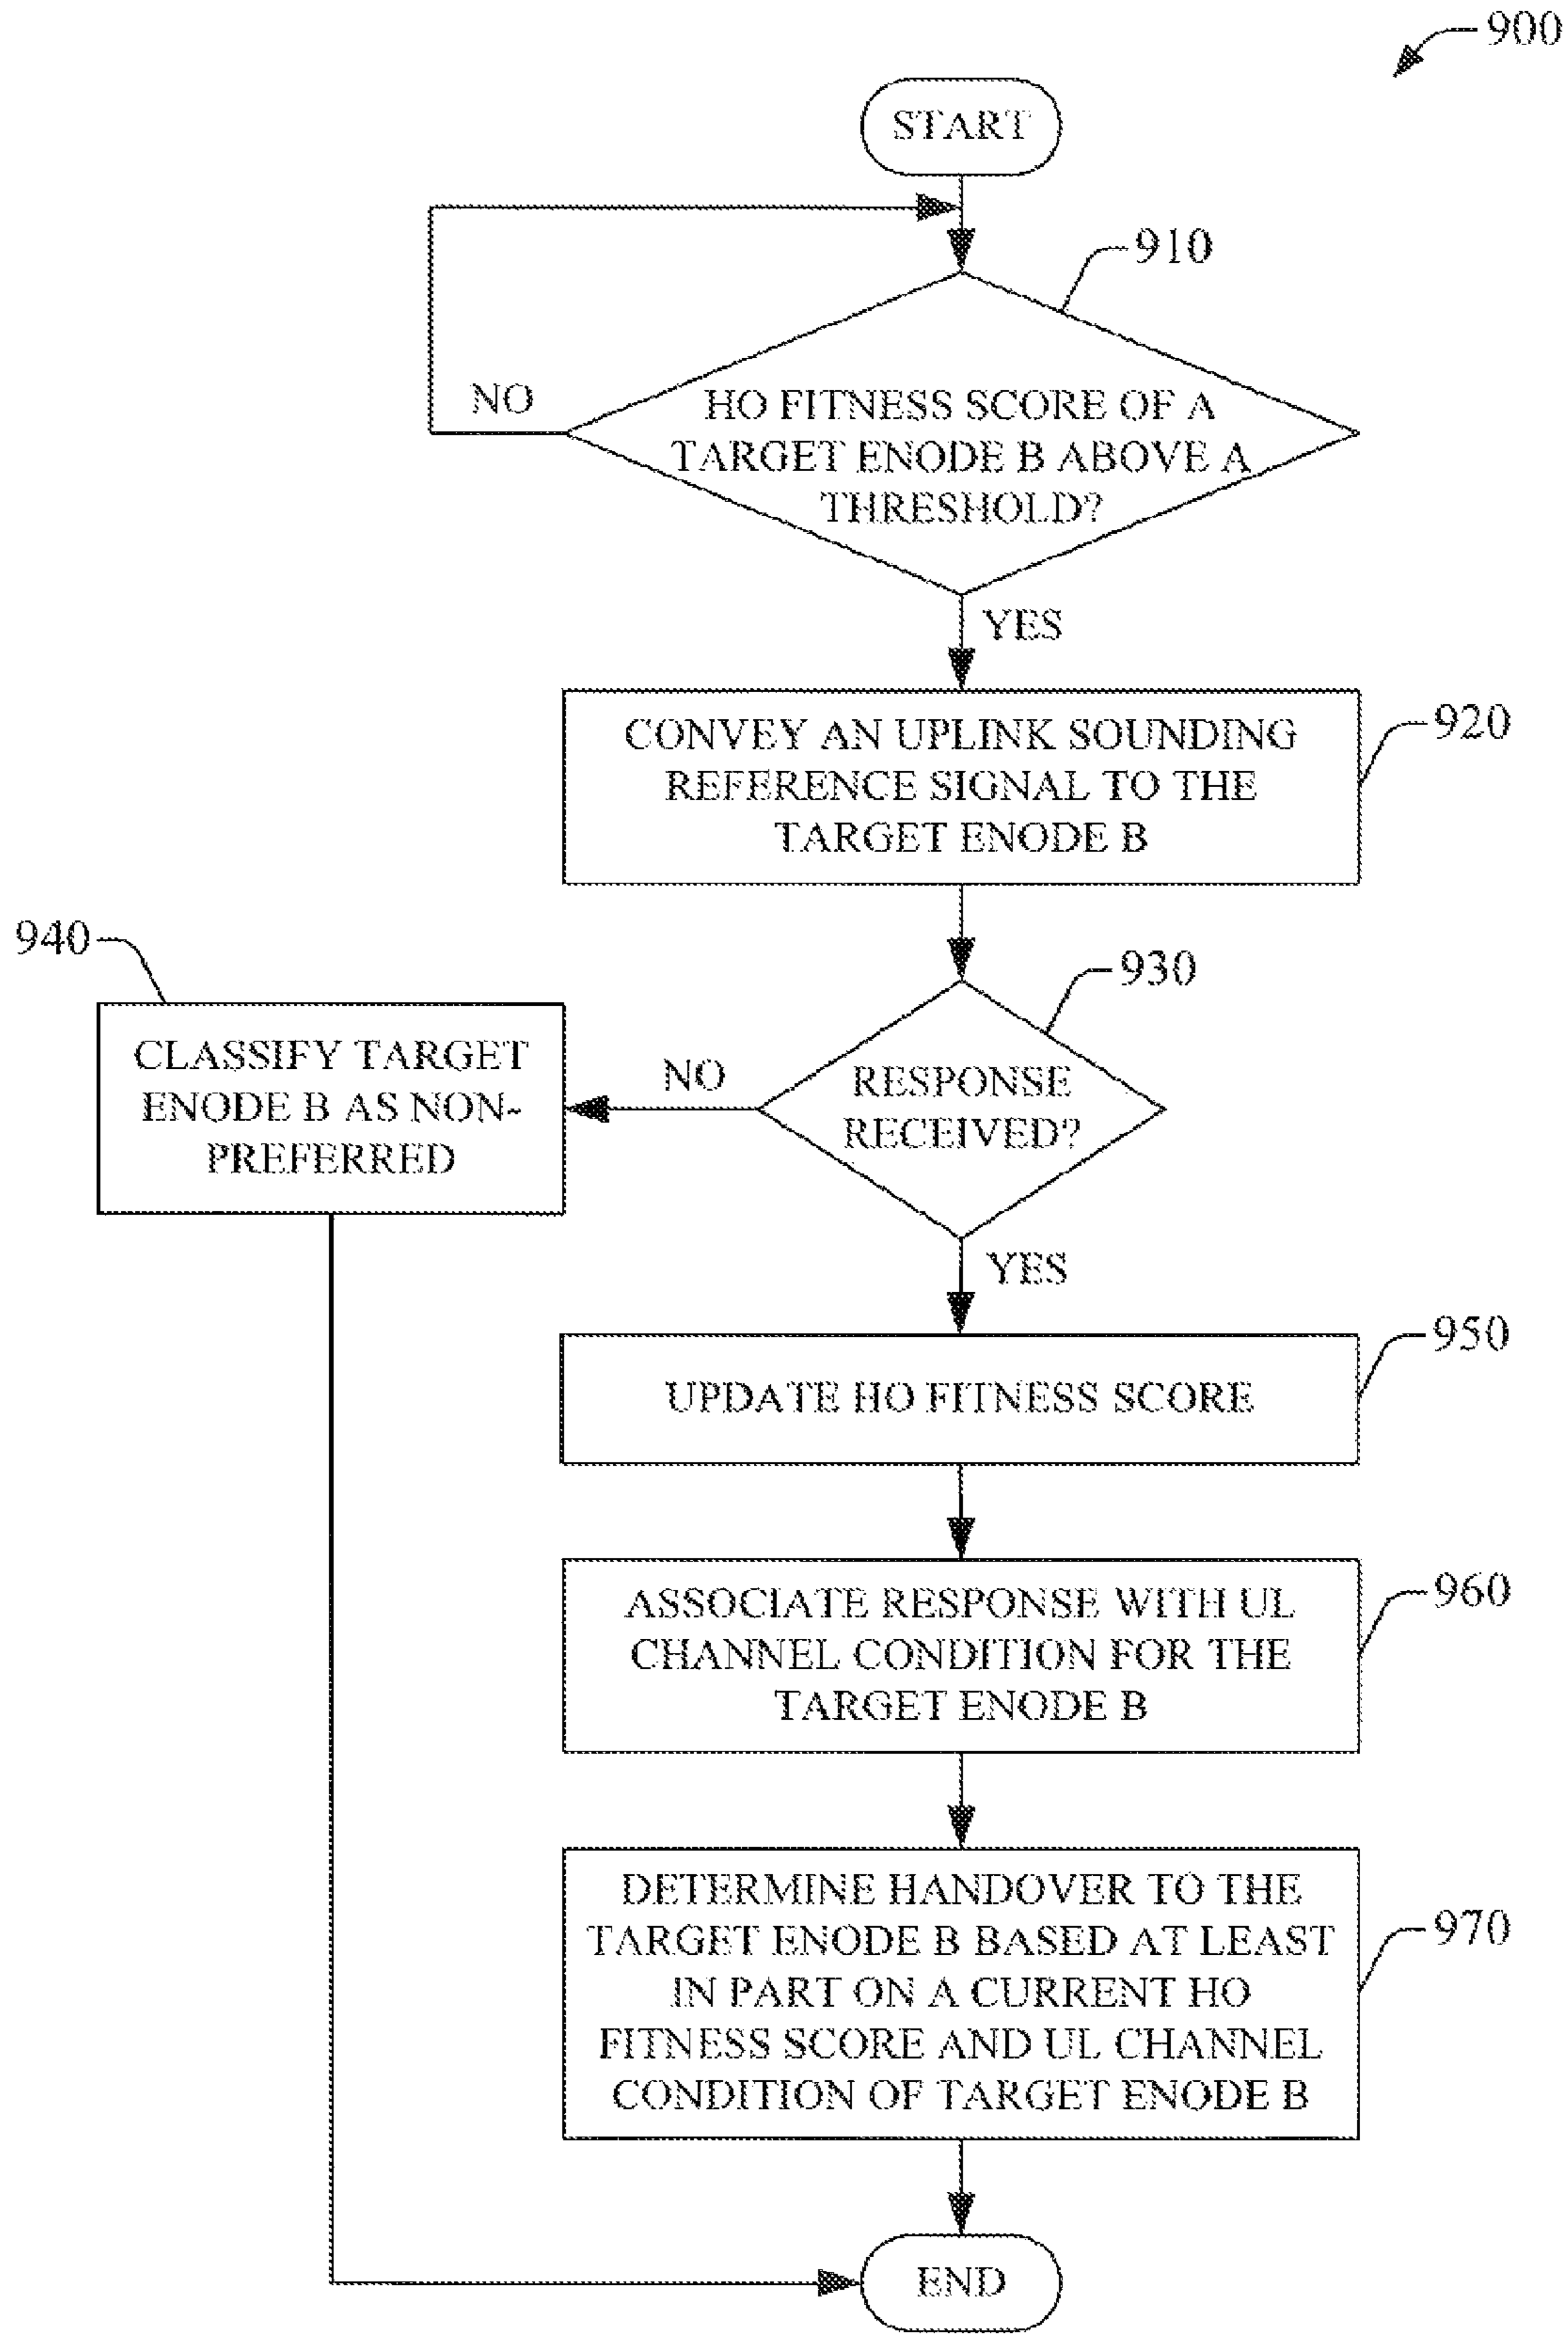 900
START
910
NO
HO FITNESS SCORE OF A
TARGET ENODE B ABOVE A
THRESHOLD?
YES
CONVEY AN UPLINK SOUNDING
REFERENCE SIGNAL TO THE
TARGET ENODE B
920
940
930
CLASSIFY TARGET
ENODE B AS NON-
PREFERRED
NO
RESPONSE
RECEIVED?
YES
950
UPDATE HO FITNESS SCORE
ASSOCIATE RESPONSE WITH UL
CHANNEL CONDITION FOR THE
TARGET ENODE B
960
DETERMINE HANDOVER TO THE
TARGET ENODE B BASED AT LEAST
IN PART ON A CURRENT HO
FITNESS SCORE AND UL CHANNEL
CONDITION OF TARGET ENODE B
970
END